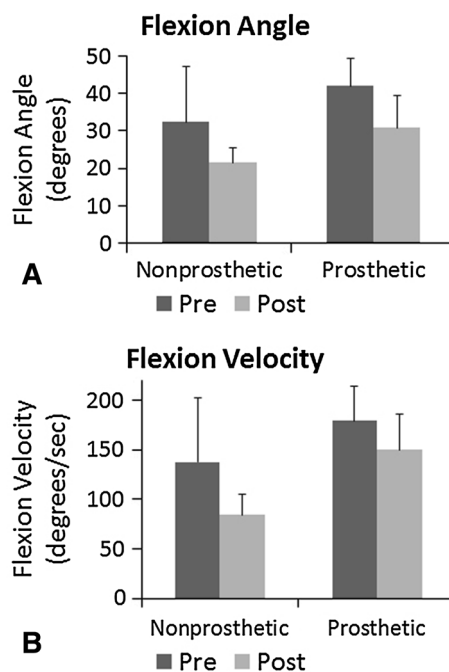 Flexion Angle
Flexion Angle
(degrees)
50
40
30
20
10
0
Nonprosthetic Prosthetic
A
Pre Post
Flexion Velocity
Flexion Velocity
(degrees/sec)
200
150
100
50
0
Nonprosthetic Prosthetic
B
Pre Post